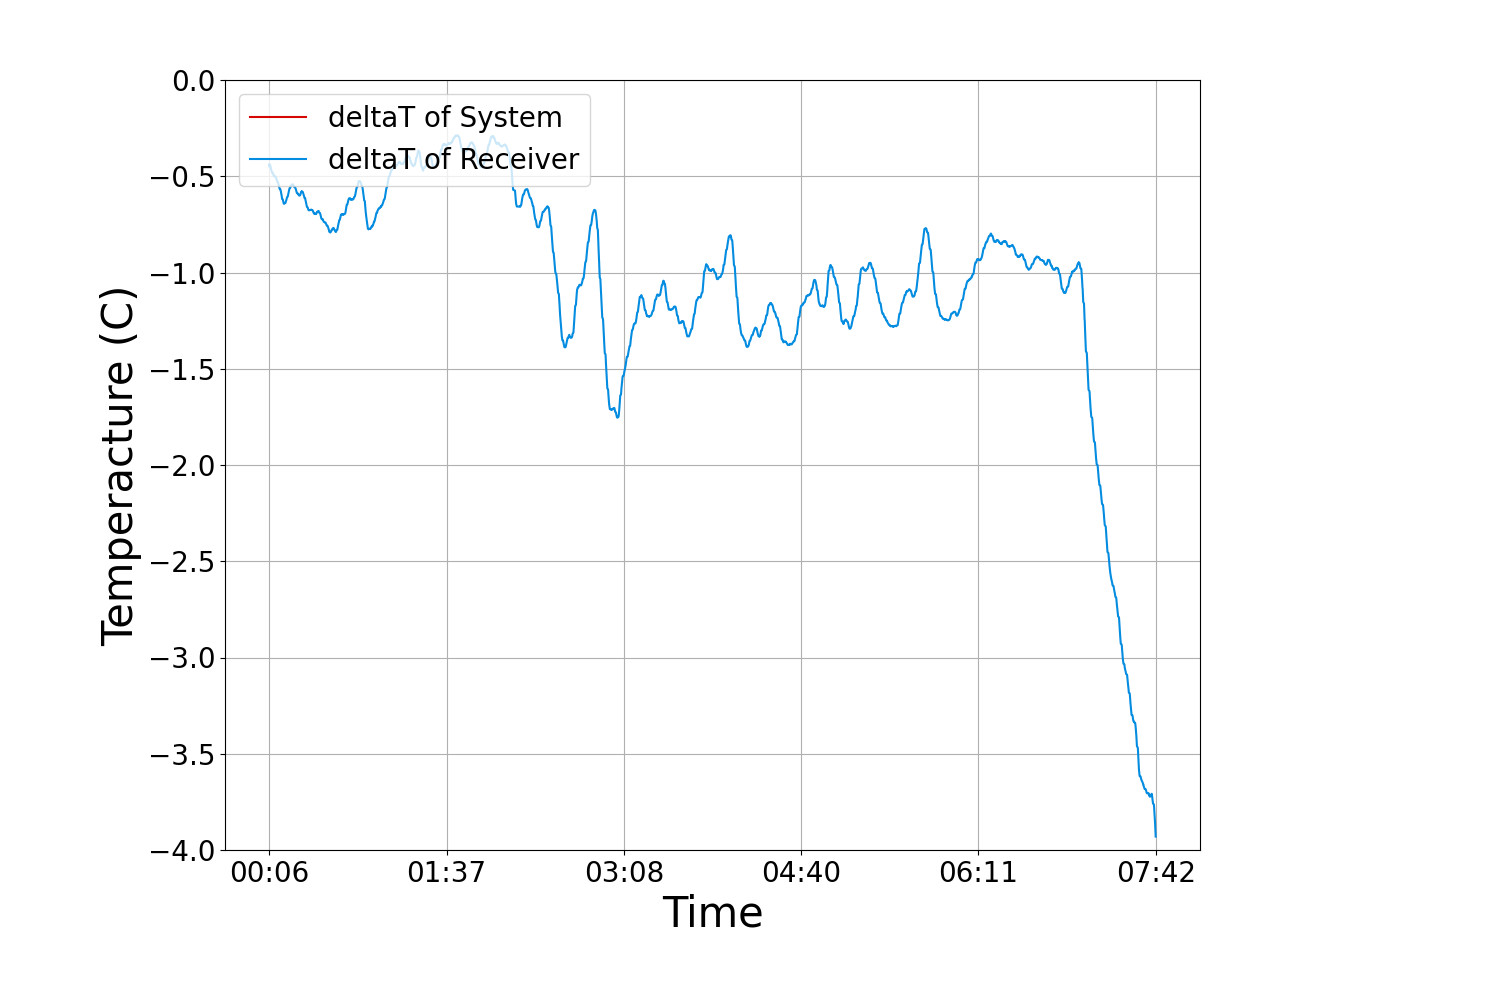 0.0
deltaT of System
deltaT of Receiver
−0.5
−1.0
−1.5
−2.0
−2.5
−3.0
−3.5
−4.0
Temperacture (C)
00:06 01:37 03:08 04:40 06:11 07:42
Time